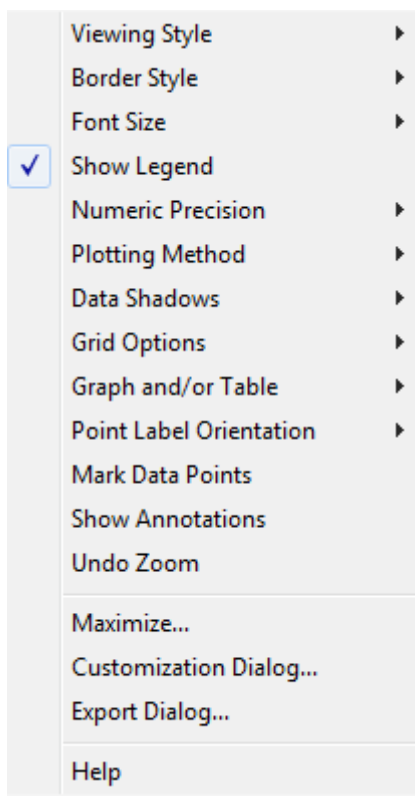 Viewing Style
Border Style
Font Size
Show Legend
Numeric Precision
Plotting Method
Data Shadows
Grid Options
Graph and/or Table
Point Label Orientation
Mark Data Points
Show Annotations
Undo Zoom
Maximize...
Customization Dialog...
Export Dialog...
Help